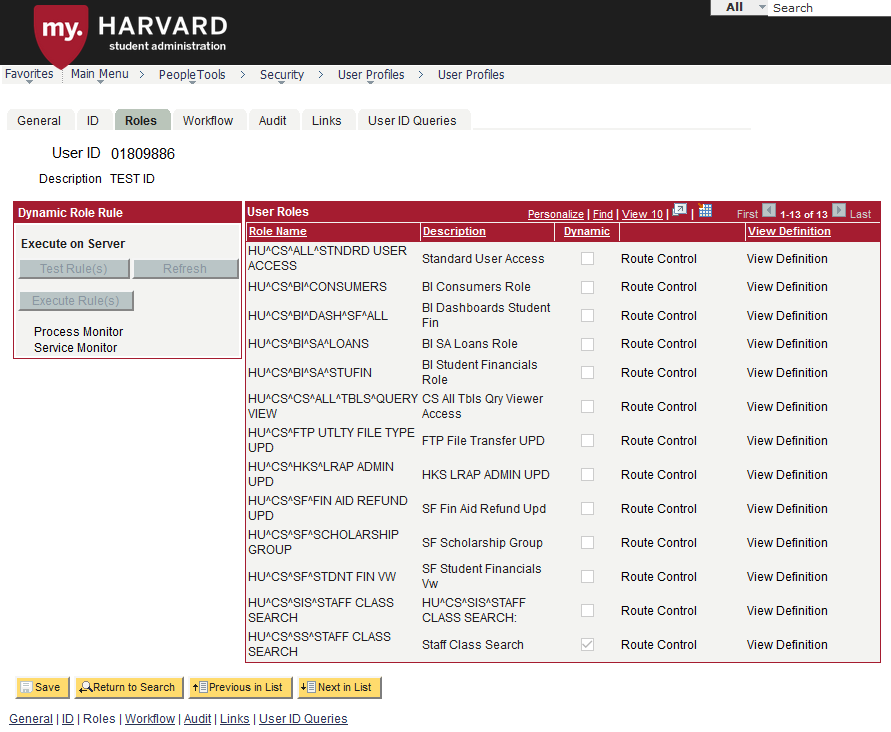 All Search
my. HARVARD
student administration
Favorites Main Menu > PeopleTools > Security > User Profiles > User Profiles
General ID Roles Workflow Audit Links User ID Queries
User ID 01809886
Description TEST ID
Dynamic Role Rule
Execute on Server
Test Rule(s) Refresh
Execute Rule(s)
Process Monitor
Service Monitor
User Roles Personalize | Find | View 10 | | First 1-13 of 13 Last
Role Name Description Dynamic View Definition
HU^CS^ALL^STNDRD USER
ACCESS Standard User Access Route Control View Definition
HU^CS^BI^CONSUMERS BI Consumers Role Route Control View Definition
HU^CS^BI^DASH^SF^ALL BI Dashboards Student
Fin Route Control View Definition
HU^CS^BI^SA^LOANS BI SA Loans Role Route Control View Definition
HU^CS^BI^SA^STUFIN BI Student Financials
Role Route Control View Definition
HU^CS^CS^ALL^TBLS^QUERY CS All Tbls Qry Viewer
VIEW Access Route Control View Definition
HU^CS^FTP UTLTY FILE TYPE
UPD FTP File Transfer UPD Route Control View Definition
HU^CS^HKS^LRAP ADMIN
UPD HKS LRAP ADMIN UPD Route Control View Definition
HU^CS^SF^FIN AID REFUND
UPD SF Fin Aid Refund Upd Route Control View Definition
HU^CS^SF^SCHOLARSHIP
GROUP SF Scholarship Group Route Control View Definition
HU^CS^SF^STDNT FIN VW SF Student Financials
Vw Route Control View Definition
HU^CS^SIS^STAFF CLASS HU^CS^SIS^STAFF
SEARCH CLASS SEARCH: Route Control View Definition
HU^CS^SS^STAFF CLASS
SEARCH Staff Class Search Route Control View Definition
Save Return to Search Previous in List Next in List
General | ID | Roles | Workflow | Audit | Links | User ID Queries